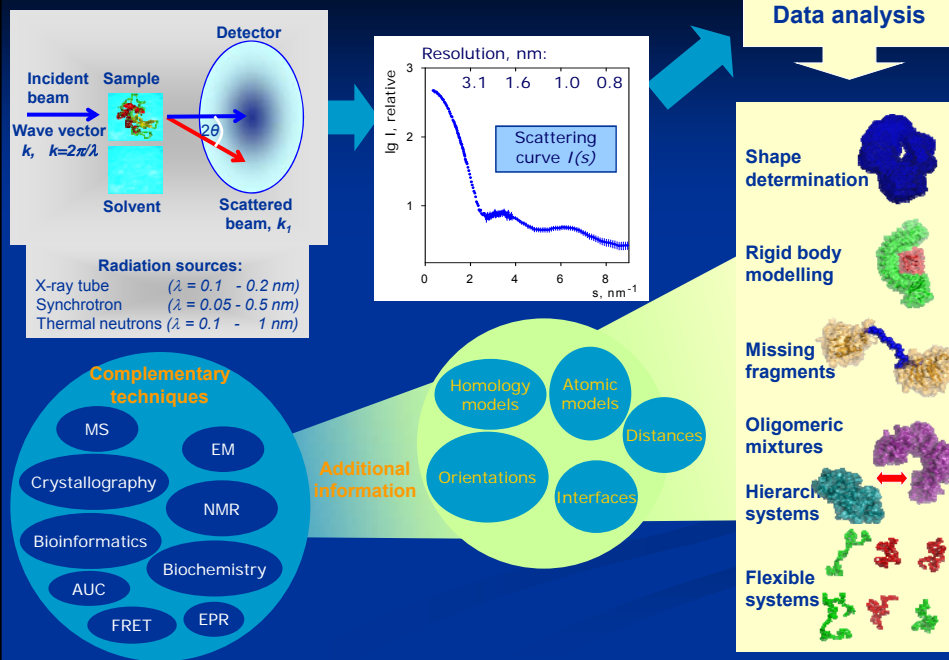 Detector
Incident
beam
Sample
Wave vector
k, k=2π/λ
2θ
Solvent
Scattered
beam, k1
Radiation sources:
X-ray tube (λ = 0.1 - 0.2 nm)
Synchrotron (λ = 0.05 - 0.5 nm)
Thermal neutrons (λ = 0.1 - 1 nm)
Resolution, nm:
3.1 1.6 1.0 0.8
lg I, relative
3
2
1
Scattering
curve I(s)
0 2 4 6 8
s, nm-1
Data analysis
Shape
determination
Rigid body
modelling
Missing
fragments
Oligomeric
mixtures
Hierarch
systems
Flexible
systems
Complementary
techniques
MS
EM
Crystallography
NMR
Bioinformatics
Biochemistry
AUC
FRET
EPR
Additional
information
Homology
models
Atomic
models
Distances
Orientations
Interfaces